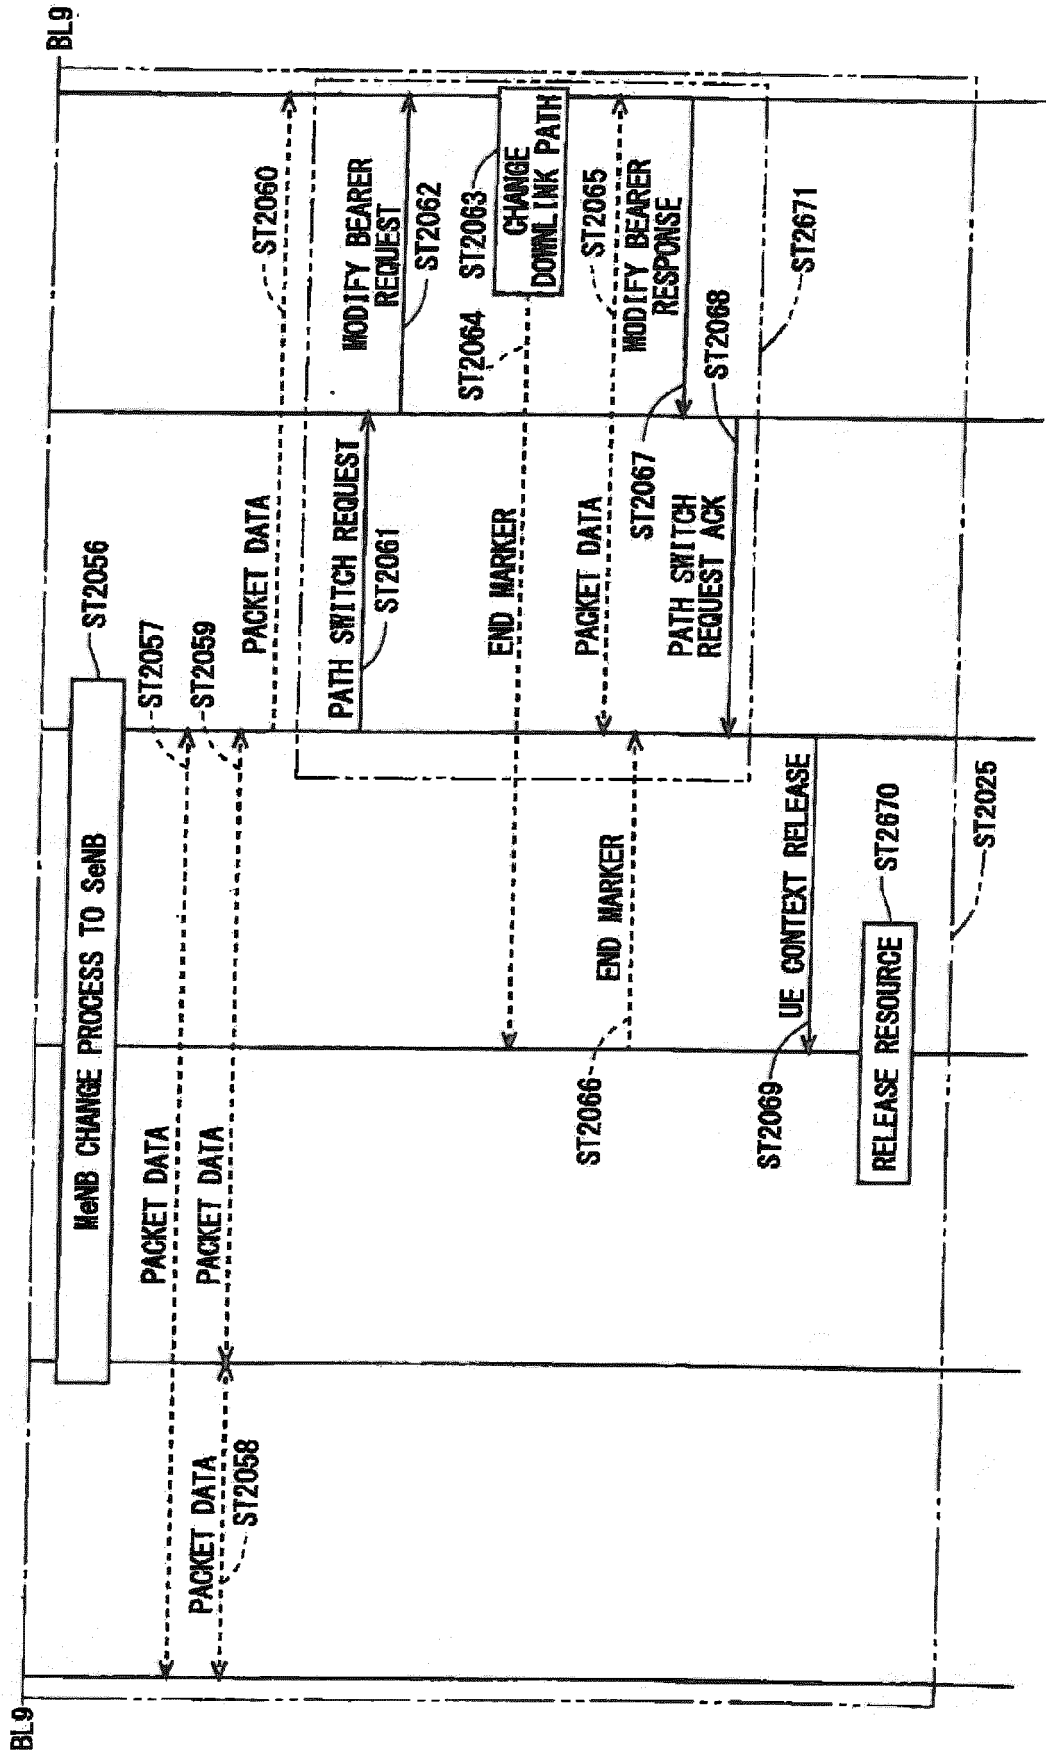 BL9
BL9
MeNB CHANGE PROCESS TO SeNB
ST2056
PACKET DATA
ST2057
PACKET DATA
ST2058
PACKET DATA
ST2059
PACKET DATA
ST2060
PATH SWITCH REQUEST
ST2061
MODIFY BEARER
REQUEST
ST2062
ST2063
CHANGE
DOWNLINK PATH
ST2064
END MARKER
PACKET DATA
ST2065
END MARKER
ST2066
MODIFY BEARER
RESPONSE
ST2067
PATH SWITCH
REQUEST ACK
ST2068
ST2671
UE CONTEXT RELEASE
ST2069
RELEASE RESOURCE
ST2670
ST2025